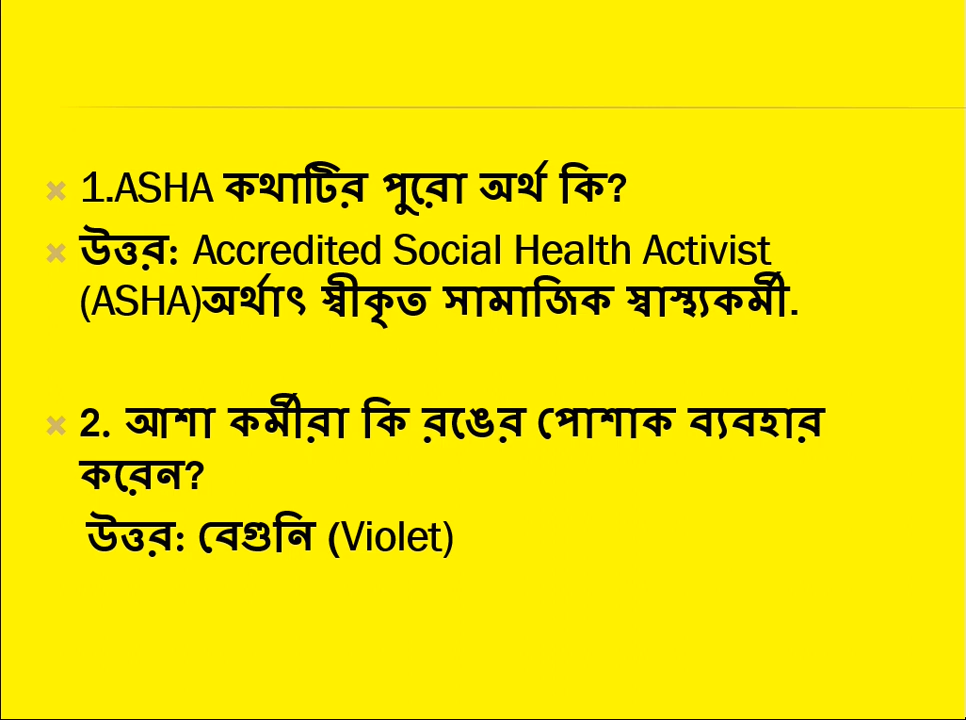 1.ASHA কথাটির পুরো অর্থ কি?
উত্তর: Accredited Social Health Activist
(ASHA)অর্থাৎ স্বীকৃত সামাজিক স্বাস্থ্যকর্মী.
2. আশা কর্মীরা কি রঙের পোশাক ব্যবহার
করেন?
উত্তর: বেগুনি (Violet)